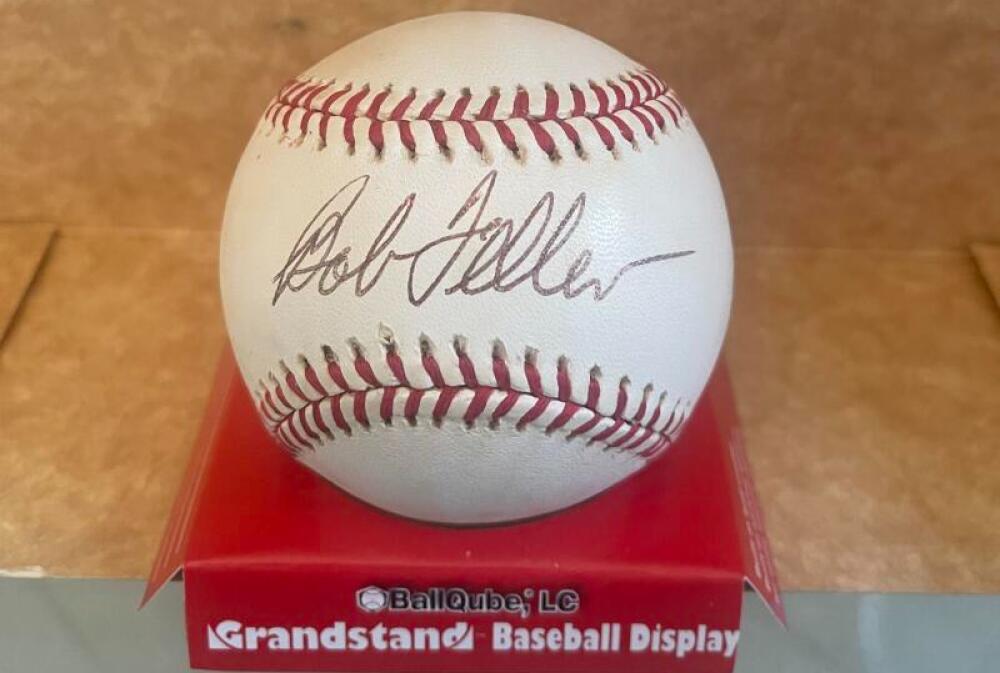 Bob Feller
BallQube, LC
Grandstand Baseball Display